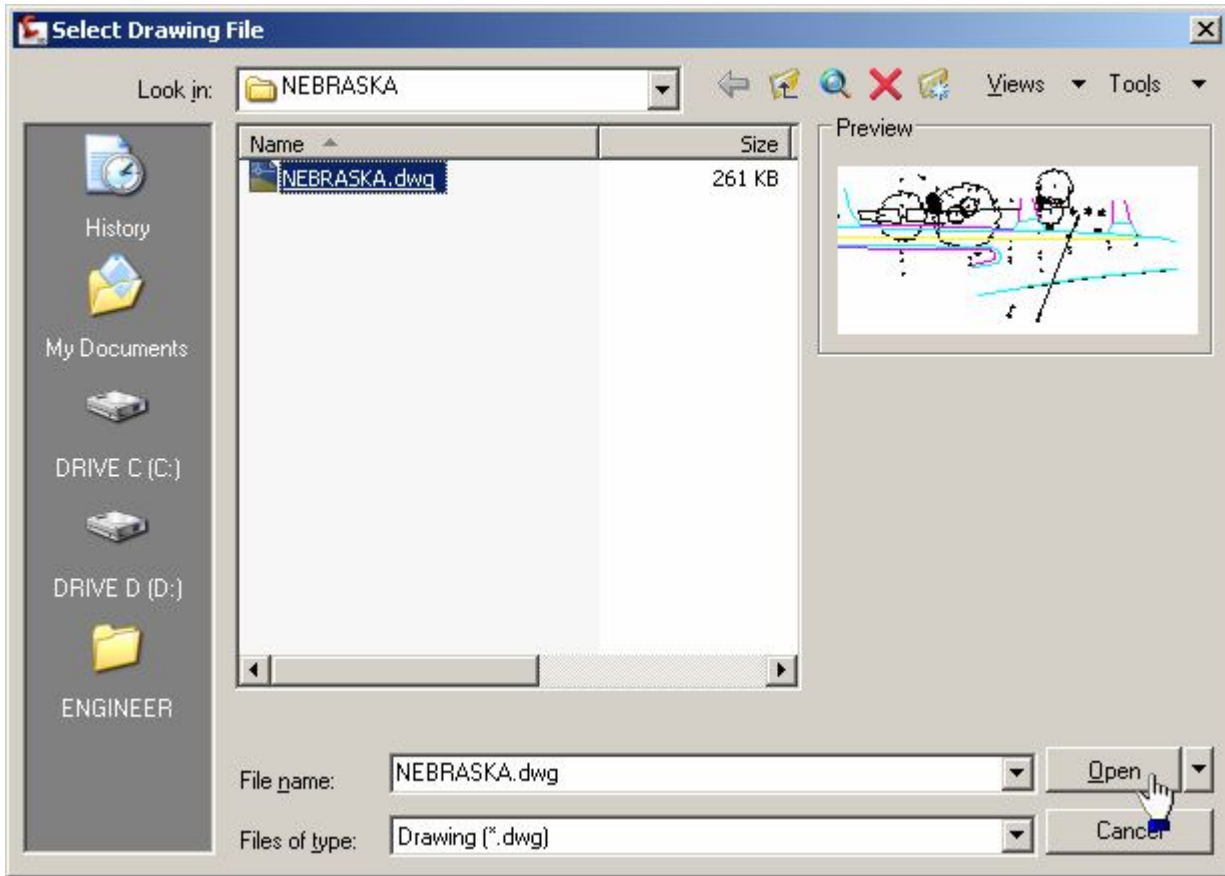 Select Drawing File
Look in: NEBRASKA Views Tools
Name Size
NEBRASKA.dwg 261 KB
Preview
History
My Documents
DRIVE C (C:)
DRIVE D (D:)
ENGINEER
File name: NEBRASKA.dwg Open
Files of type: Drawing (*.dwg) Cancel